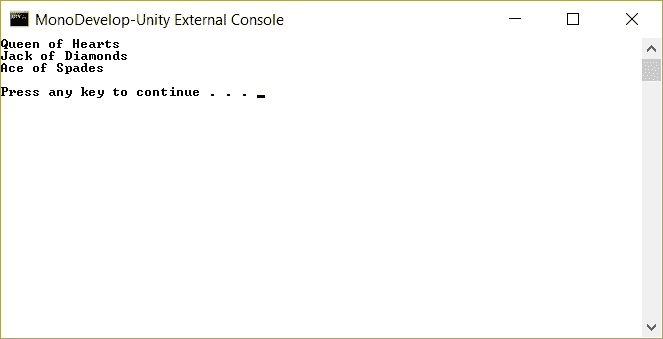 MonoDevelop-Unity External Console
Queen of Hearts
Jack of Diamonds
Ace of Spades
Press any key to continue . . .